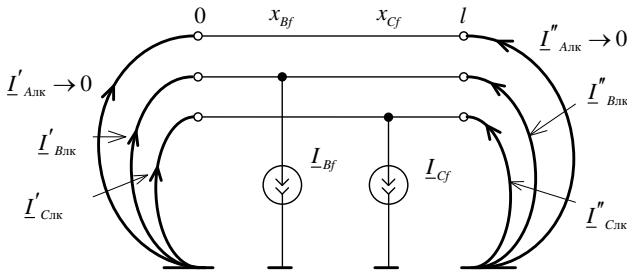 0 x_Bf x_Cf l
I'_Aлк → 0
I''_Aлк → 0
I'_Bлк
I''_Bлк
I'_Cлк
I_Bf
I_Cf
I''_Cлк